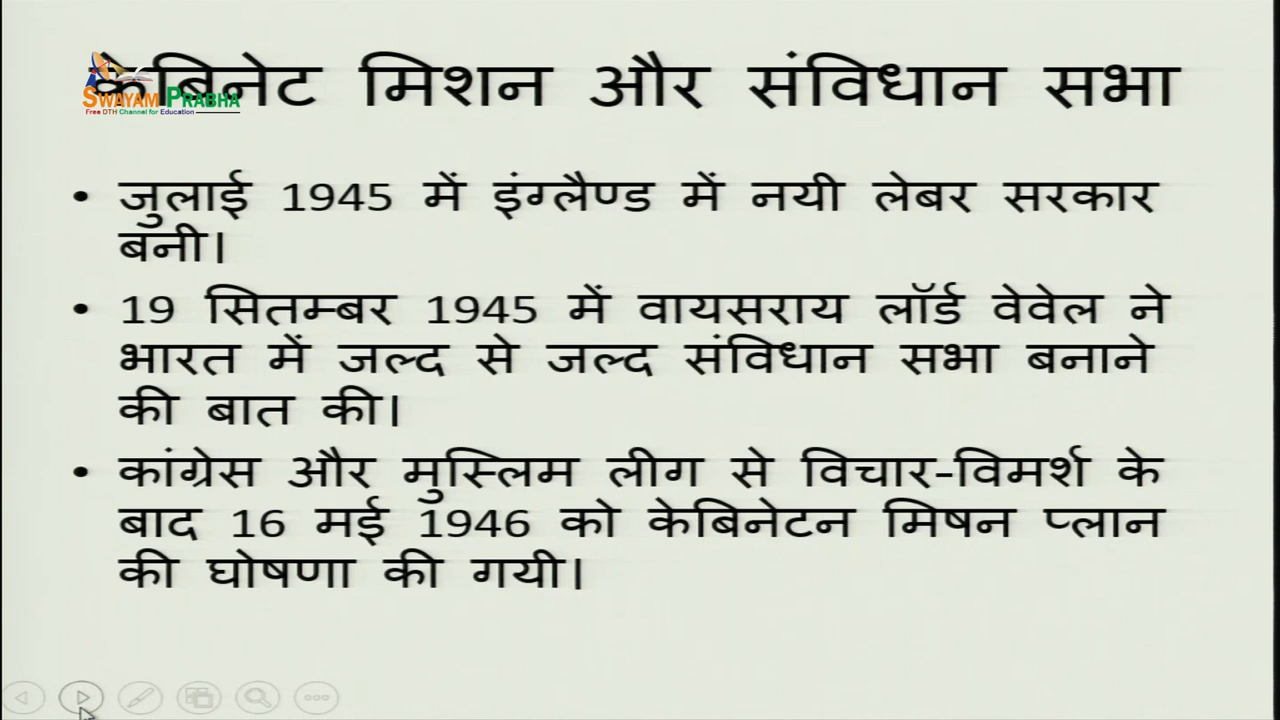 केबिनेट मिशन और संविधान सभा
SWAYAM PRABHA
Free DTH Channel for Education
• जुलाई 1945 में इंग्लैण्ड में नयी लेबर सरकार
बनी।
• 19 सितम्बर 1945 में वायसराय लॉर्ड वेवेल ने
भारत में जल्द से जल्द संविधान सभा बनाने
की बात की।
• कांग्रेस और मुस्लिम लीग से विचार-विमर्श के
बाद 16 मई 1946 को केबिनेटन मिषन प्लान
की घोषणा की गयी।